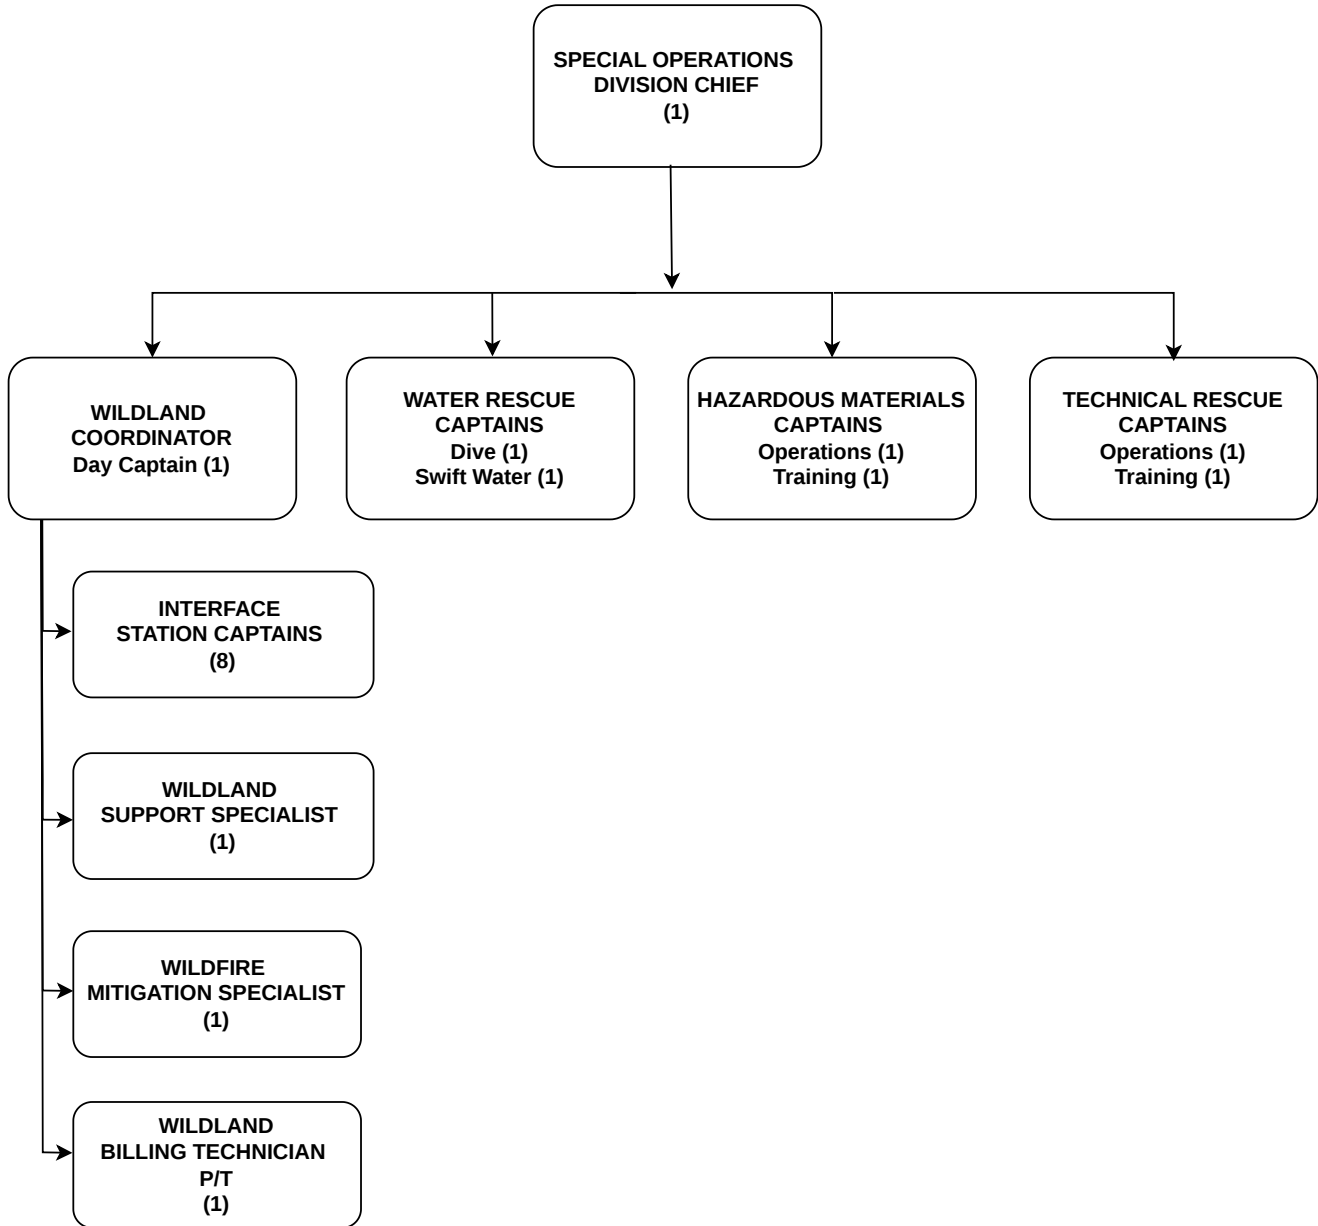 SPECIAL OPERATIONS
DIVISION CHIEF
(1)
WILDLAND
COORDINATOR
Day Captain (1)
WATER RESCUE
CAPTAINS
Dive (1)
Swift Water (1)
HAZARDOUS MATERIALS
CAPTAINS
Operations (1)
Training (1)
TECHNICAL RESCUE
CAPTAINS
Operations (1)
Training (1)
INTERFACE
STATION CAPTAINS
(8)
WILDLAND
SUPPORT SPECIALIST
(1)
WILDFIRE
MITIGATION SPECIALIST
(1)
WILDLAND
BILLING TECHNICIAN
P/T
(1)